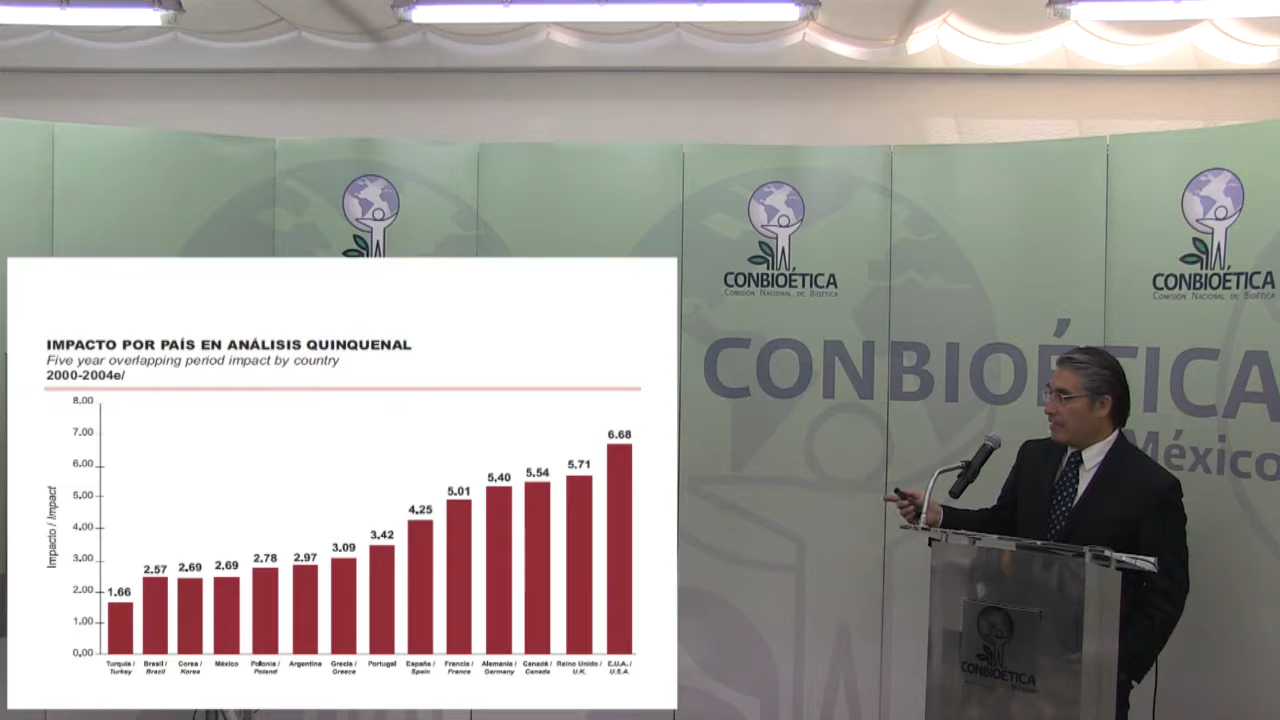 CONBIOÉTICA
COMISIÓN NACIONAL DE BIOÉTICA
CONBIOÉTICA
COMISIÓN NACIONAL DE BIOÉTICA
CONBIOÉTICA
México
IMPACTO POR PAÍS EN ANÁLISIS QUINQUENAL
Five year overlapping period impact by country
2000-2004e/
Impacto / Impact
8.00
7.00
6.00
5,00
4,00
3.00
2.00
1,00
0,00
1.66
2.57
2.69
2.69
2.78
2.97
3.09
3.42
4.25
5.01
5.40
5.54
5.71
6.68
Turquía / Turkey
Brasil / Brazil
Corea / Korea
México
Polonia / Poland
Argentina
Grecia / Greece
Portugal
España / Spain
Francia / France
Alemania / Germany
Canadá / Canada
Reino Unido / U.K.
E.U.A. / U.S.A.
CONBIOÉTICA